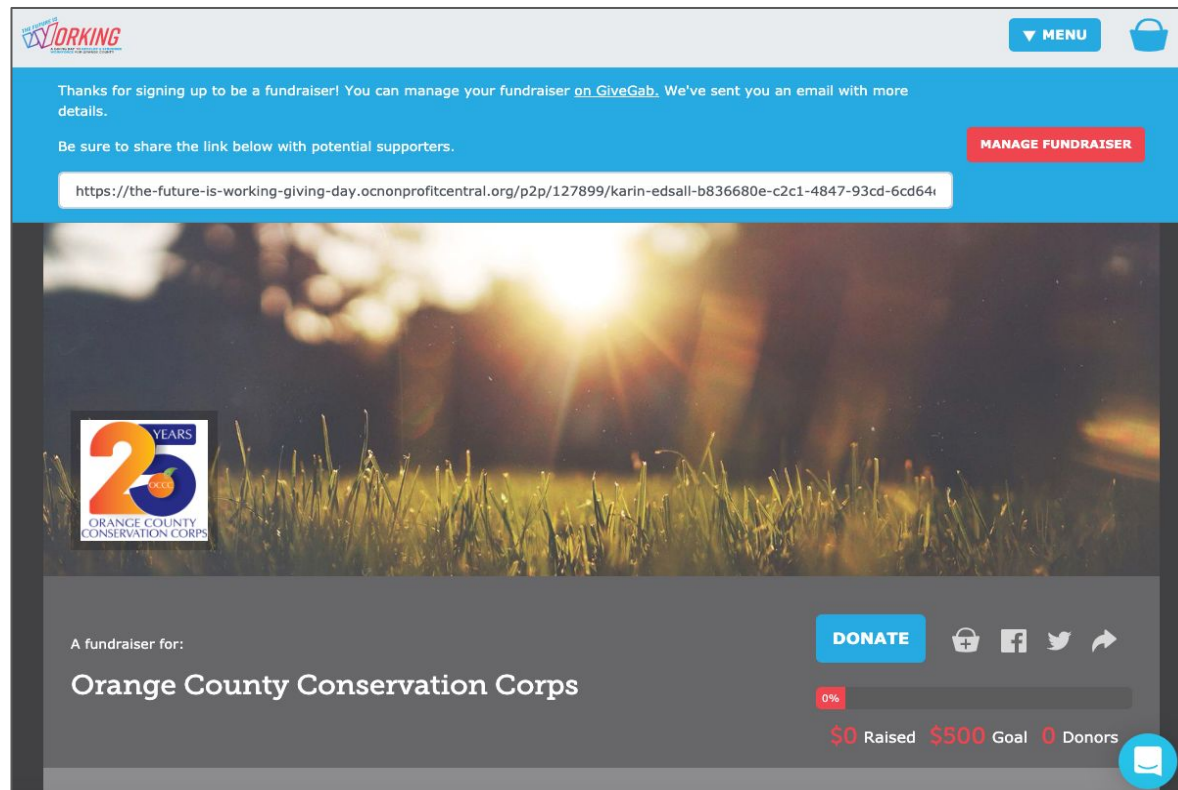 THE FUTURE IS
WORKING
MENU
Thanks for signing up to be a fundraiser! You can manage your fundraiser on GiveGab. We've sent you an email with more
details.
Be sure to share the link below with potential supporters.
MANAGE FUNDRAISER
https://the-future-is-working-giving-day.ocnonprofitcentral.org/p2p/127899/karin-edsall-b836680e-c2c1-4847-93cd-6cd64
25 YEARS
OCCC
ORANGE COUNTY
CONSERVATION CORPS
A fundraiser for:
DONATE
Orange County Conservation Corps
0%
$0 Raised $500 Goal 0 Donors